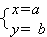 x=a
y= b